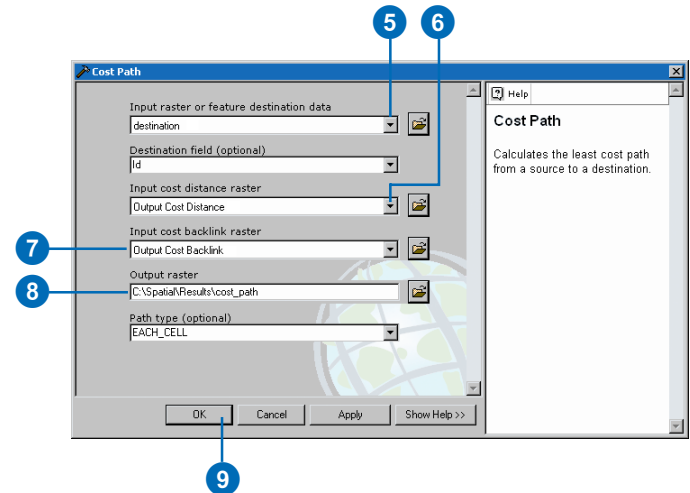 5 6
Cost Path
Input raster or feature destination data
destination
Destination field (optional)
Id
Input cost distance raster
Output Cost Distance
Input cost backlink raster
7
Output Cost Backlink
Output raster
8
C:\Spatial\Results\cost_path
Path type (optional)
EACH_CELL
OK Cancel Apply Show Help >>
9
Help
Cost Path
Calculates the least cost path
from a source to a destination.